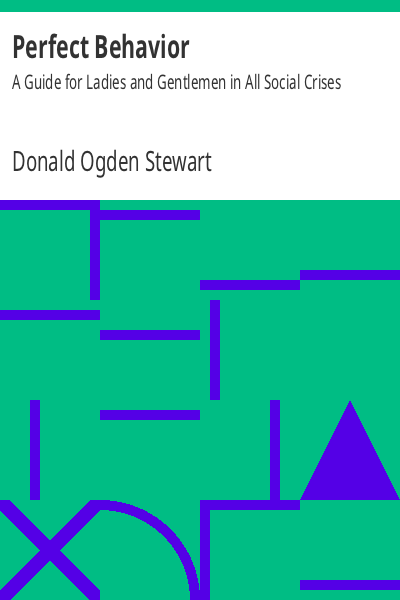 Perfect Behavior
A Guide for Ladies and Gentlemen in All Social Crises
Donald Ogden Stewart